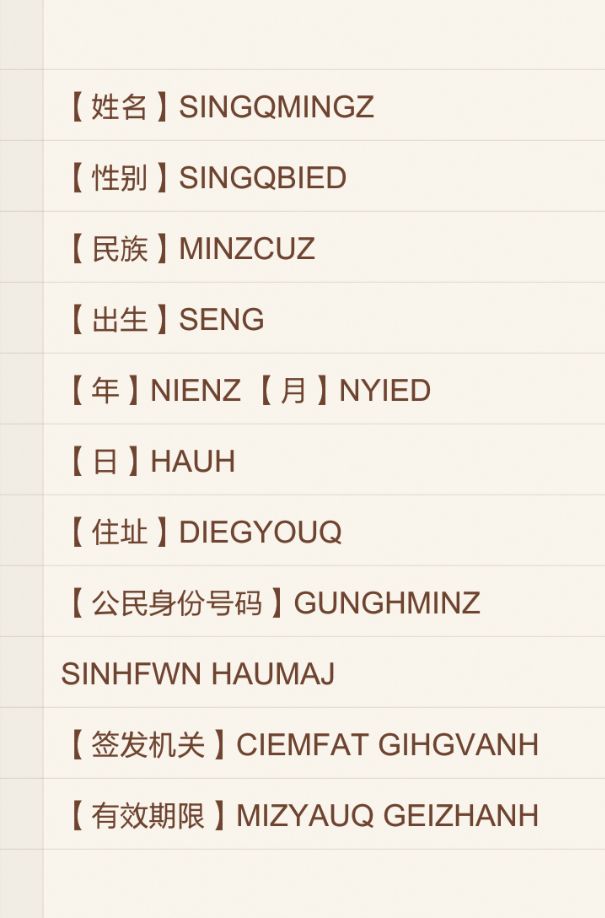 【姓名】SINGQMINGZ
【性别】SINGQBIED
【民族】MINZCUZ
【出生】SENG
【年】NIENZ【月】NYIED
【日】HAUH
【住址】DIEGYOUQ
【公民身份号码】GUNGHMINZ
SINHFWN HAUMAJ
【签发机关】CIEMFAT GIHGVANH
【有效期限】MIZYAUQ GEIZHANH